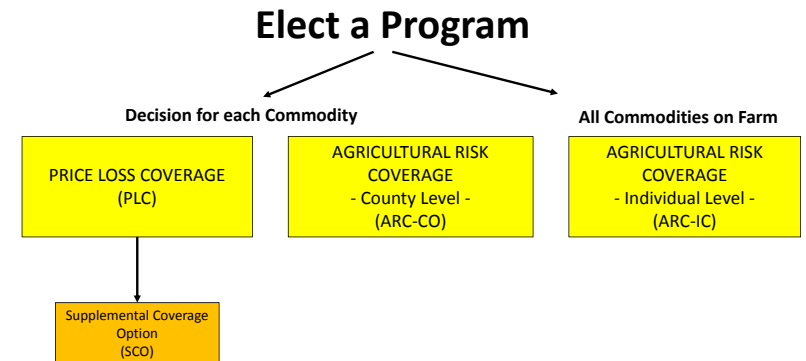 Elect a Program
Decision for each Commodity
All Commodities on Farm
PRICE LOSS COVERAGE
(PLC)
AGRICULTURAL RISK
COVERAGE
- County Level -
(ARC-CO)
AGRICULTURAL RISK
COVERAGE
- Individual Level -
(ARC-IC)
Supplemental Coverage
Option
(SCO)